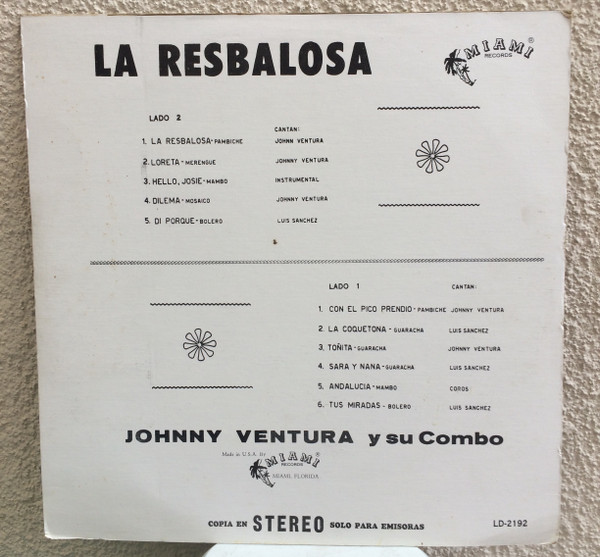 LA RESBALOSA
MIAMI ®
RECORDS
LADO 2
CANTAN:
1. LA RESBALOSA - PAMBICHE JOHNN VENTURA
2. LORETA - MERENGUE JOHNNY VENTURA
3. HELLO, JOSIE - MAMBO INSTRUMENTAL
4. DILEMA - MOSAICO JOHNNY VENTURA
5. DI PORQUE - BOLERO LUIS SANCHEZ
LADO 1 CANTAN:
1. CON EL PICO PRENDIO - PAMBICHE JOHNNY VENTURA
2. LA COQUETONA - GUARACHA LUIS SANCHEZ
3. TOÑITA - GUARACHA JOHNNY VENTURA
4. SARA Y NANA - GUARACHA LUIS SANCHEZ
5. ANDALUCIA - MAMBO COROS
6. TUS MIRADAS - BOLERO LUIS SANCHEZ
JOHNNY VENTURA y su Combo
Made in U.S.A. By
MIAMI ®
RECORDS
MIAMI, FLORIDA
COPIA EN STEREO SOLO PARA EMISORAS
LD-2192